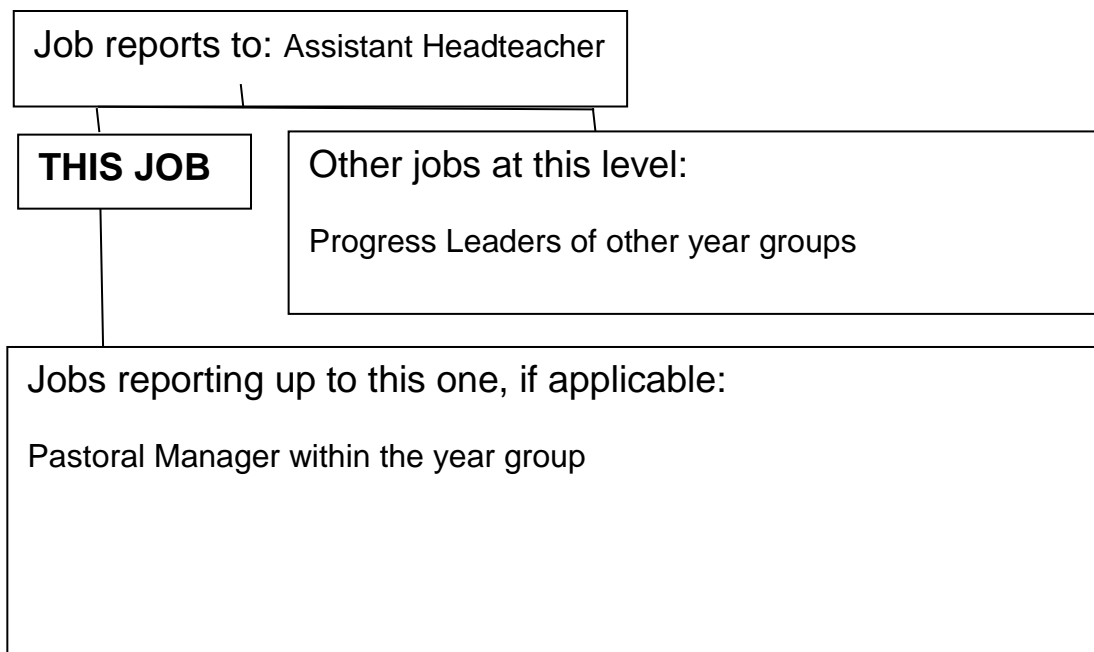 Job reports to: Assistant Headteacher
THIS JOB
Other jobs at this level:
Progress Leaders of other year groups
Jobs reporting up to this one, if applicable:
Pastoral Manager within the year group